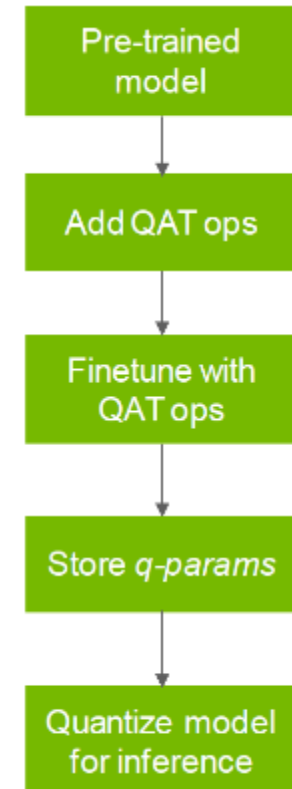 Pre-trained
model
Add QAT ops
Finetune with
QAT ops
Store q-params
Quantize model
for inference